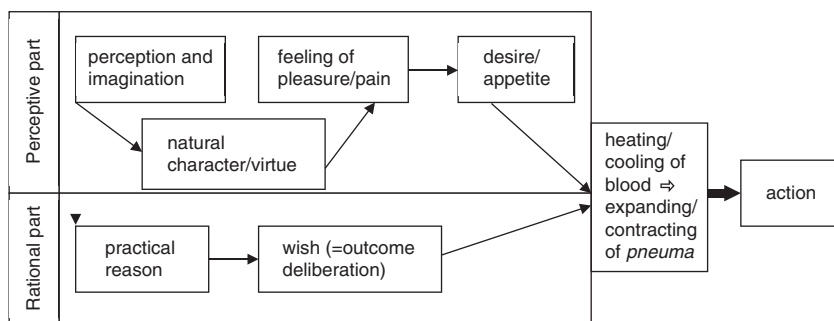 Perceptive part
perception and
imagination
feeling of
pleasure/pain
desire/
appetite
natural
character/virtue
Rational part
practical
reason
wish (=outcome
deliberation)
heating/
cooling of
blood ⇨
expanding/
contracting
of pneuma
action